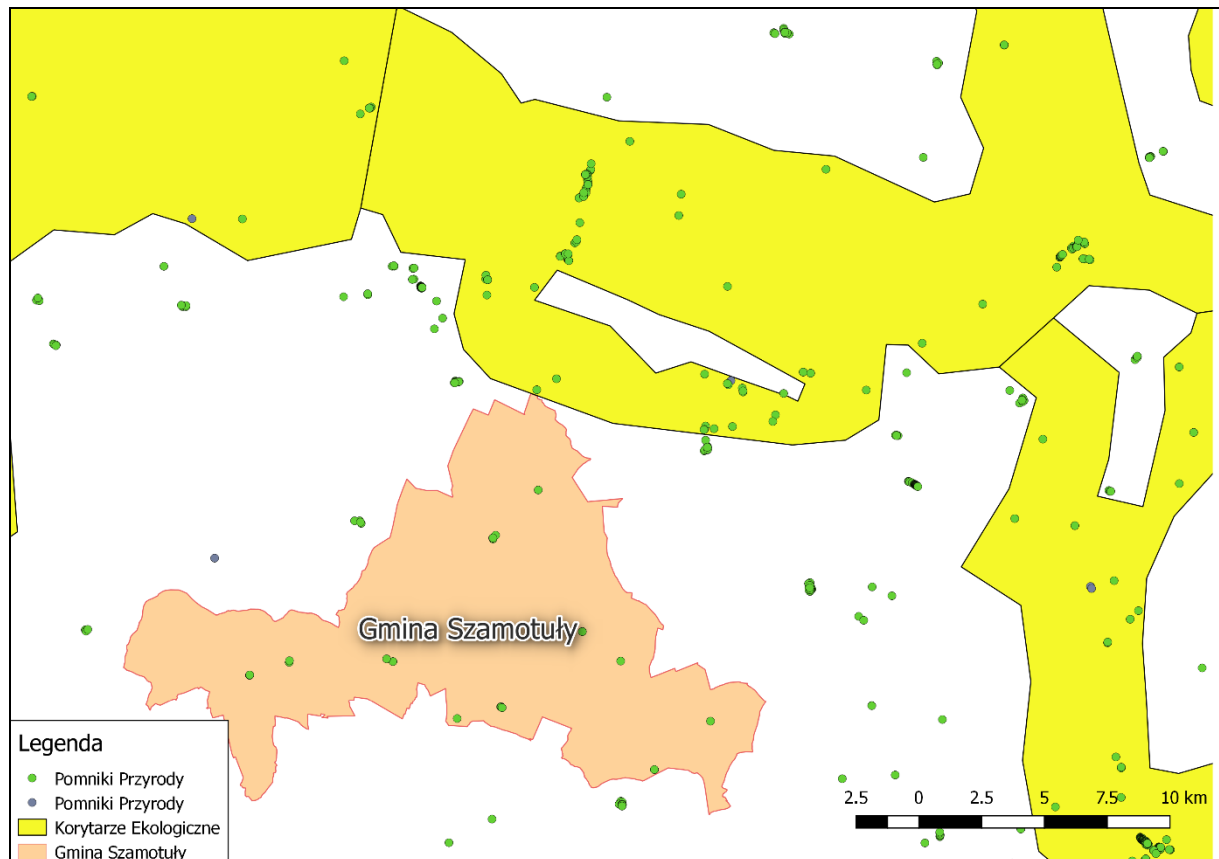 Gmina Szamotuły
Legenda
Pomniki Przyrody
Pomniki Przyrody
Korytarze Ekologiczne
Gmina Szamotuły
2.5 0 2.5 5 7.5 10 km